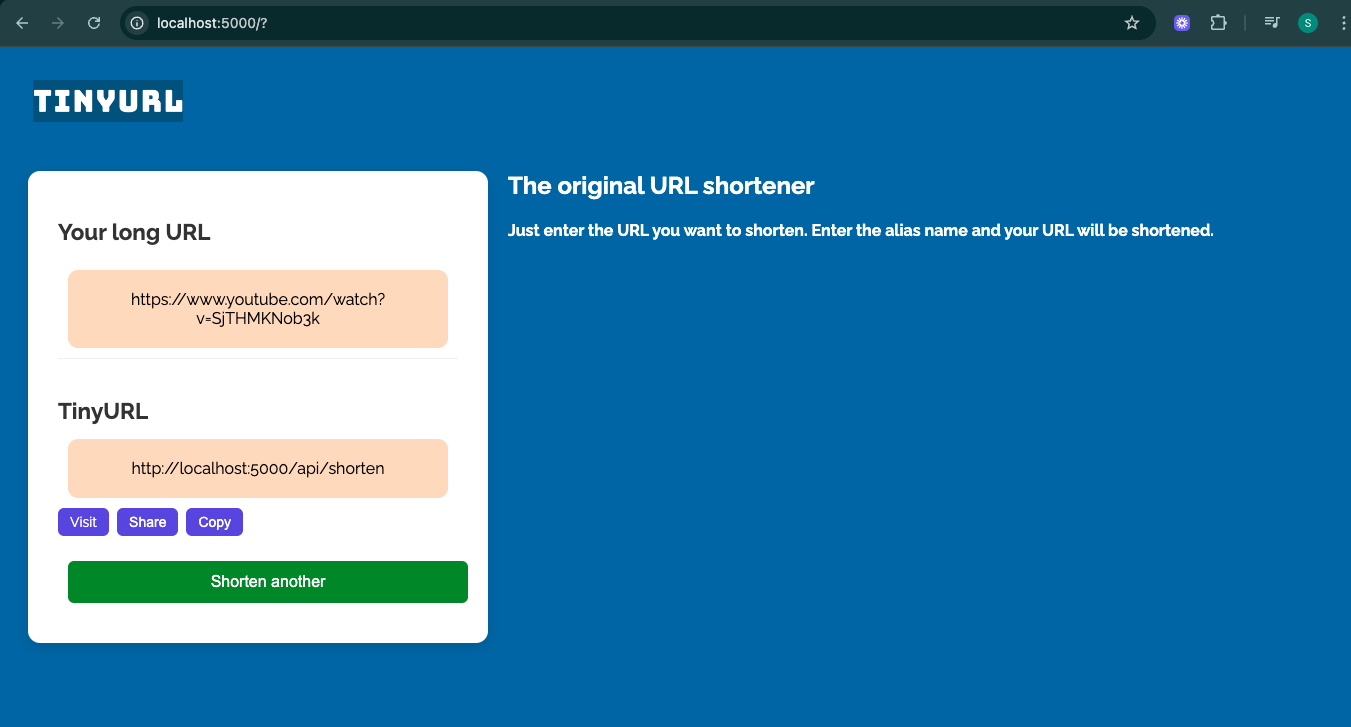 localhost:5000/?
S
TINYURL
Your long URL
https://www.youtube.com/watch?
v=SjTHMKNob3k
TinyURL
http://localhost:5000/api/shorten
Visit Share Copy
Shorten another
The original URL shortener
Just enter the URL you want to shorten. Enter the alias name and your URL will be shortened.